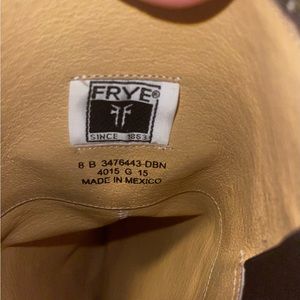 FRYE®
SINCE 1863
8 B 3476443-DBN
4015 G 15
MADE IN MEXICO